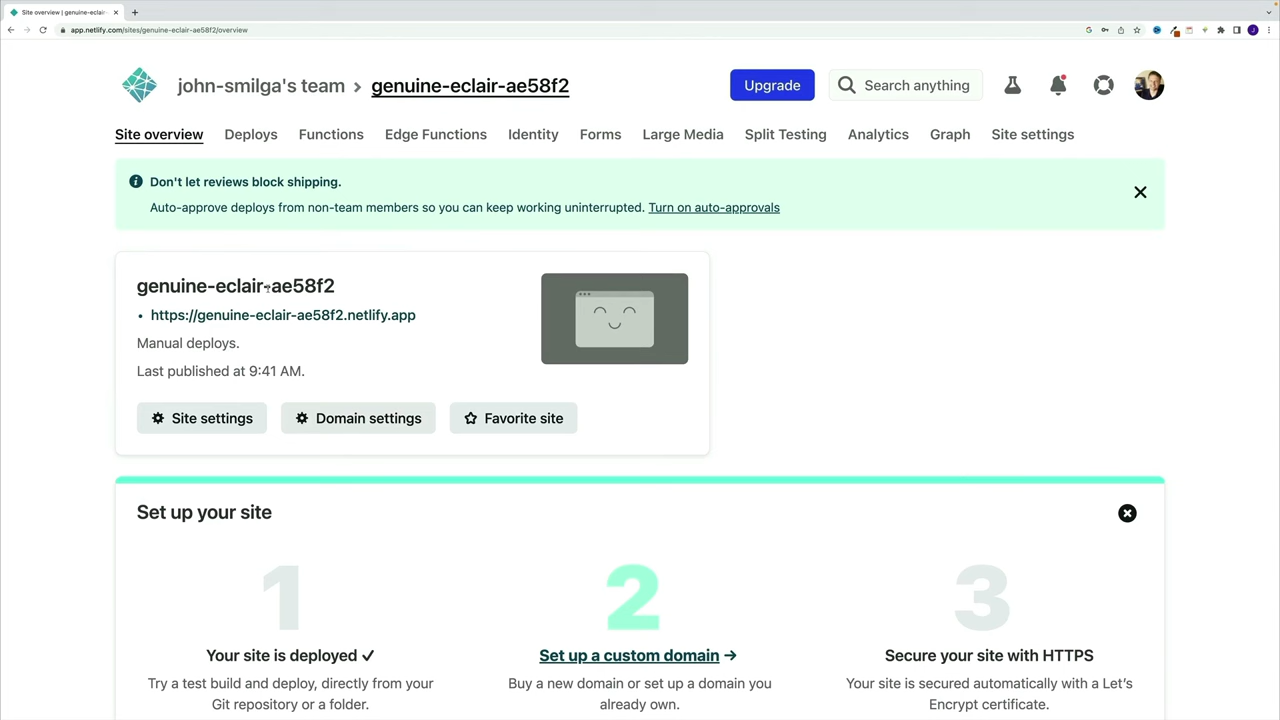 Site overview | genuine-eclair-
app.netlify.com/sites/genuine-eclair-ae58f2/overview
john-smilga's team > genuine-eclair-ae58f2
Upgrade
Search anything
Site overview Deploys Functions Edge Functions Identity Forms Large Media Split Testing Analytics Graph Site settings
Don't let reviews block shipping.
Auto-approve deploys from non-team members so you can keep working uninterrupted. Turn on auto-approvals
genuine-eclair-ae58f2
• https://genuine-eclair-ae58f2.netlify.app
Manual deploys.
Last published at 9:41 AM.
Site settings Domain settings Favorite site
Set up your site
1 2 3
Your site is deployed ✓
Try a test build and deploy, directly from your
Git repository or a folder.
Set up a custom domain →
Buy a new domain or set up a domain you
already own.
Secure your site with HTTPS
Your site is secured automatically with a Let's
Encrypt certificate.